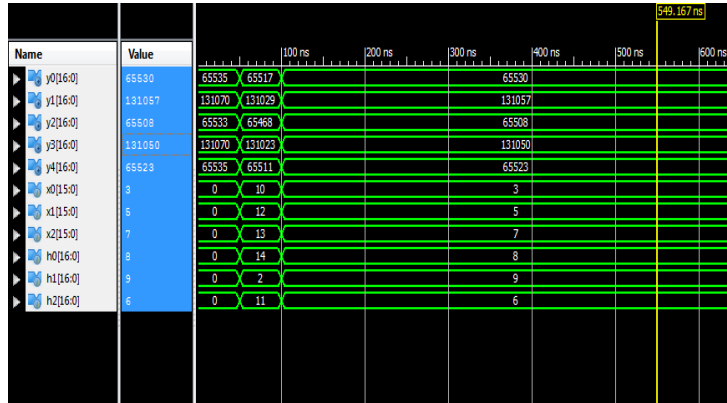 549.167 ns
Name Value 100 ns 200 ns 300 ns 400 ns 500 ns 600 ns
y0[16:0] 65530 65535 65517 65530
y1[16:0] 131057 131070 131029 131057
y2[16:0] 65508 65533 65468 65508
y3[16:0] 131050 131070 131023 131050
y4[16:0] 65523 65535 65511 65523
x0[15:0] 3 0 10 3
x1[15:0] 5 0 12 5
x2[15:0] 7 0 13 7
h0[16:0] 8 0 14 8
h1[16:0] 9 0 2 9
h2[16:0] 6 0 11 6